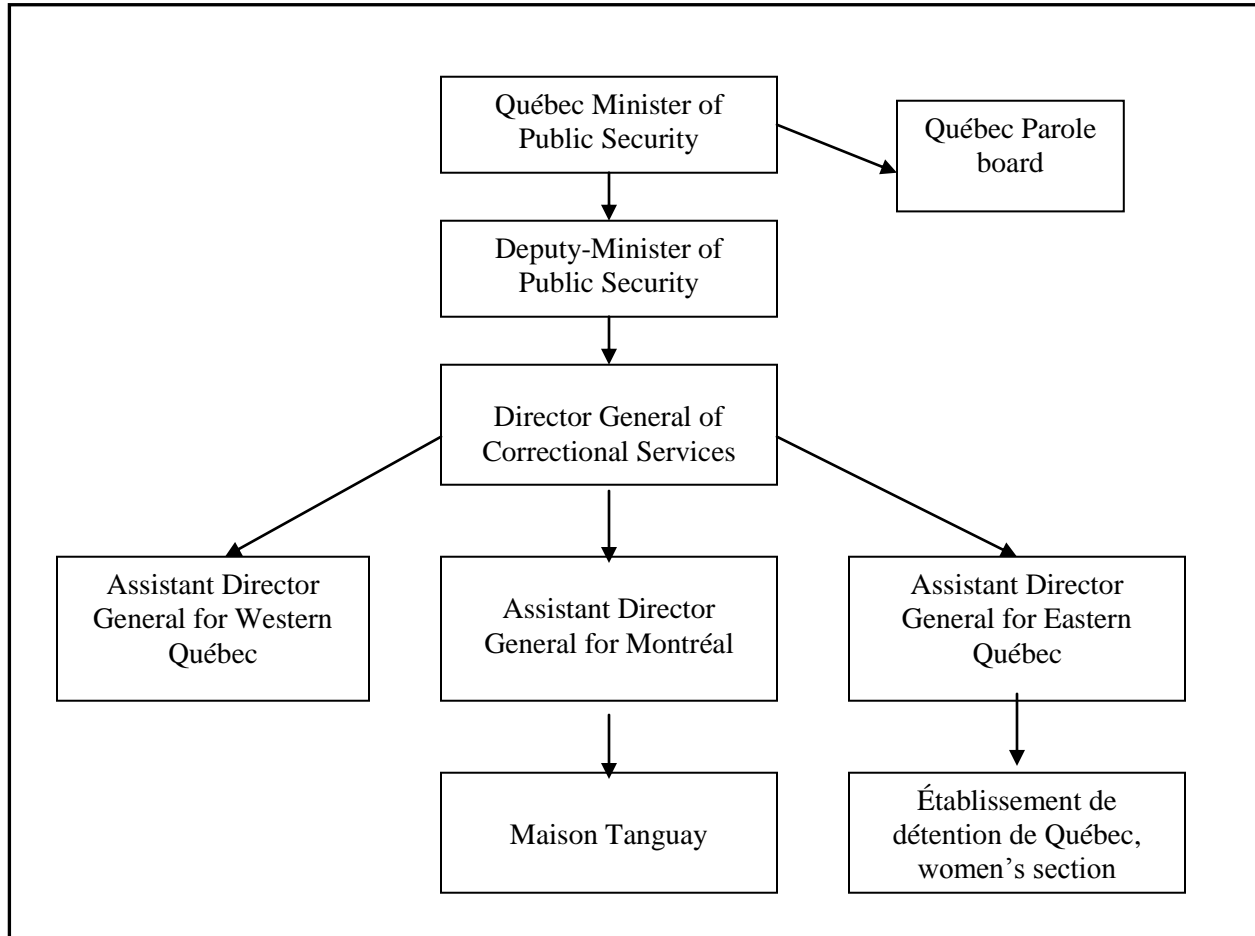 Québec Minister of
Public Security
Québec Parole
board
Deputy-Minister of
Public Security
Director General of
Correctional Services
Assistant Director
General for Western
Québec
Assistant Director
General for Montréal
Assistant Director
General for Eastern
Québec
Maison Tanguay
Établissement de
détention de Québec,
women’s section